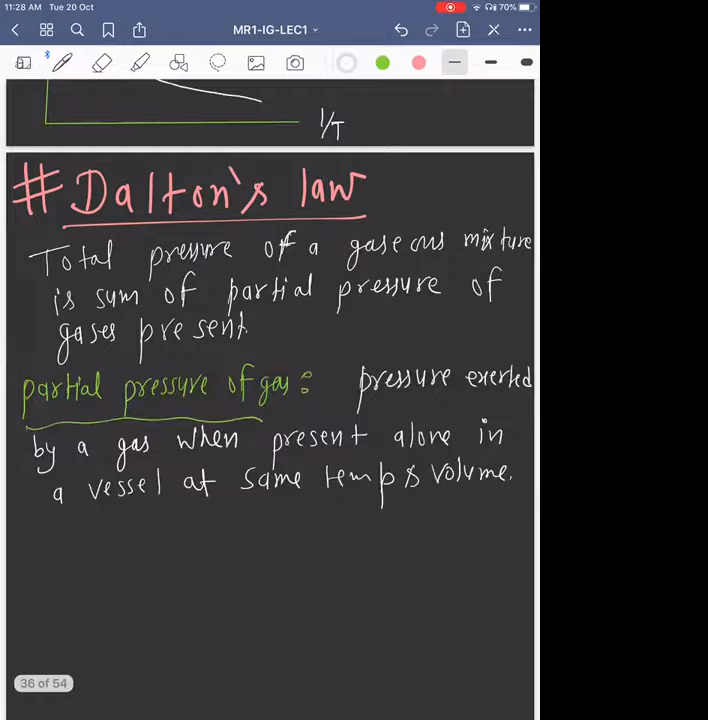 11:28 AM Tue 20 Oct
70%
MR1-IG-LEC1
1/T
# Dalton's law
Total pressure of a gaseous mixture
is sum of partial pressure of
gases present.
partial pressure of gas: pressure exerted
by a gas when present alone in
a vessel at same temp & volume.
36 of 54